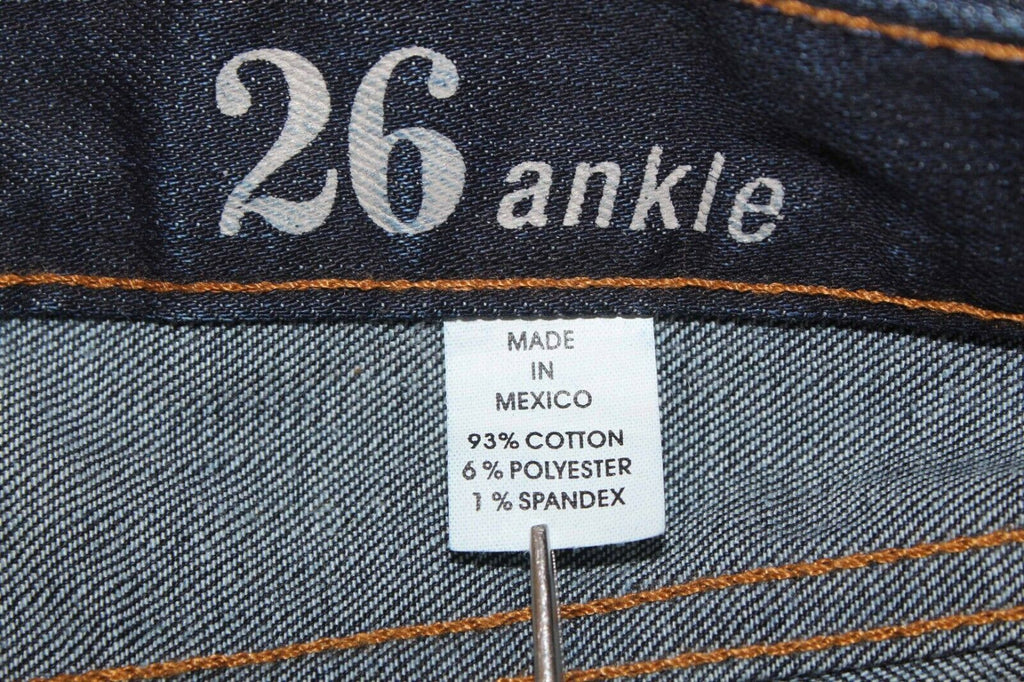 26 ankle
MADE
IN
MEXICO
93% COTTON
6% POLYESTER
1% SPANDEX